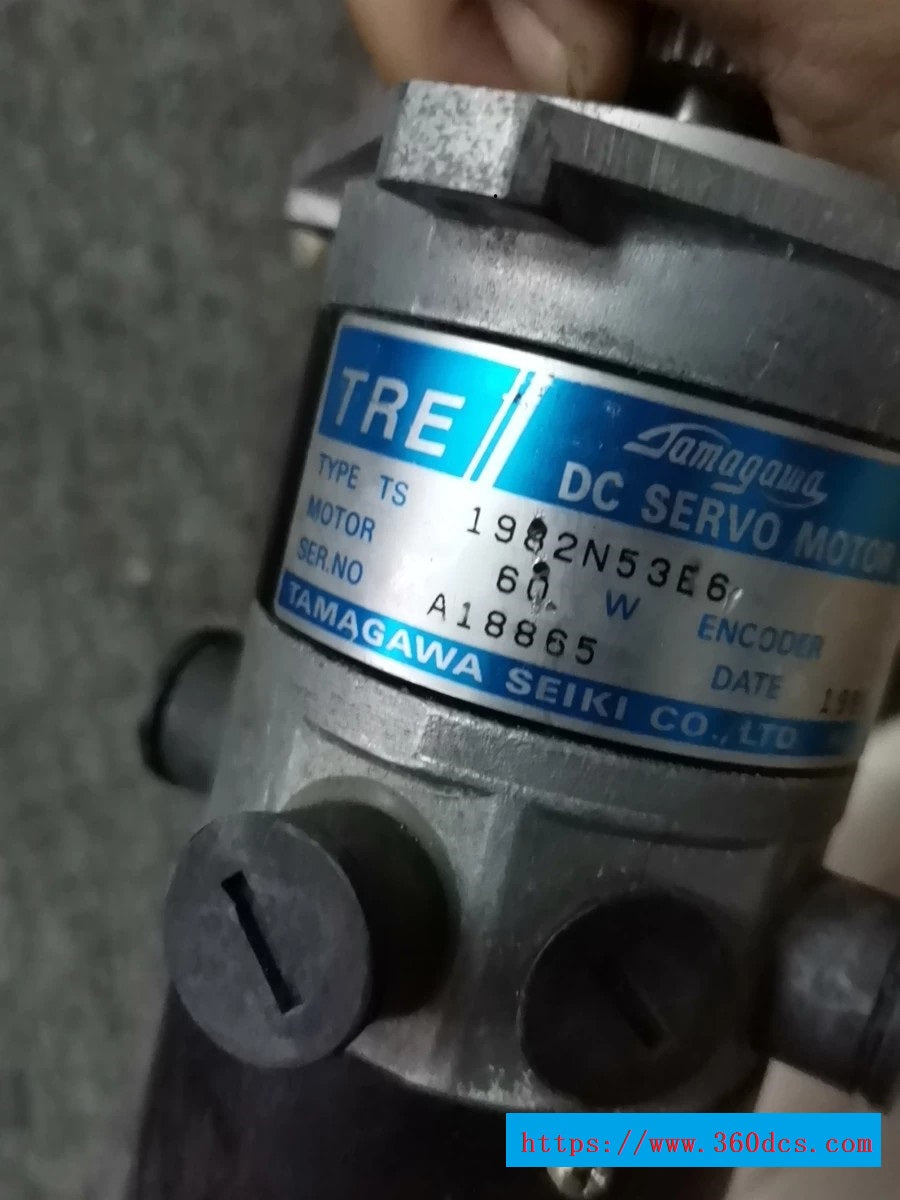 TRE
Tamagawa
DC SERVO MOTOR
TYPE TS 1982N53E6
MOTOR 60 W ENCODER
SER.NO A18865 DATE
TAMAGAWA SEIKI CO., LTD
https://www.360dcs.com